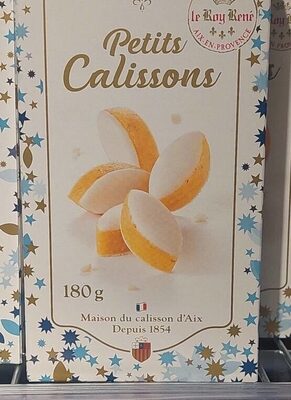 le Roy René
AIX-EN-PROVENCE
Petits
Calissons
180 g
Maison du calisson d'Aix
Depuis 1854